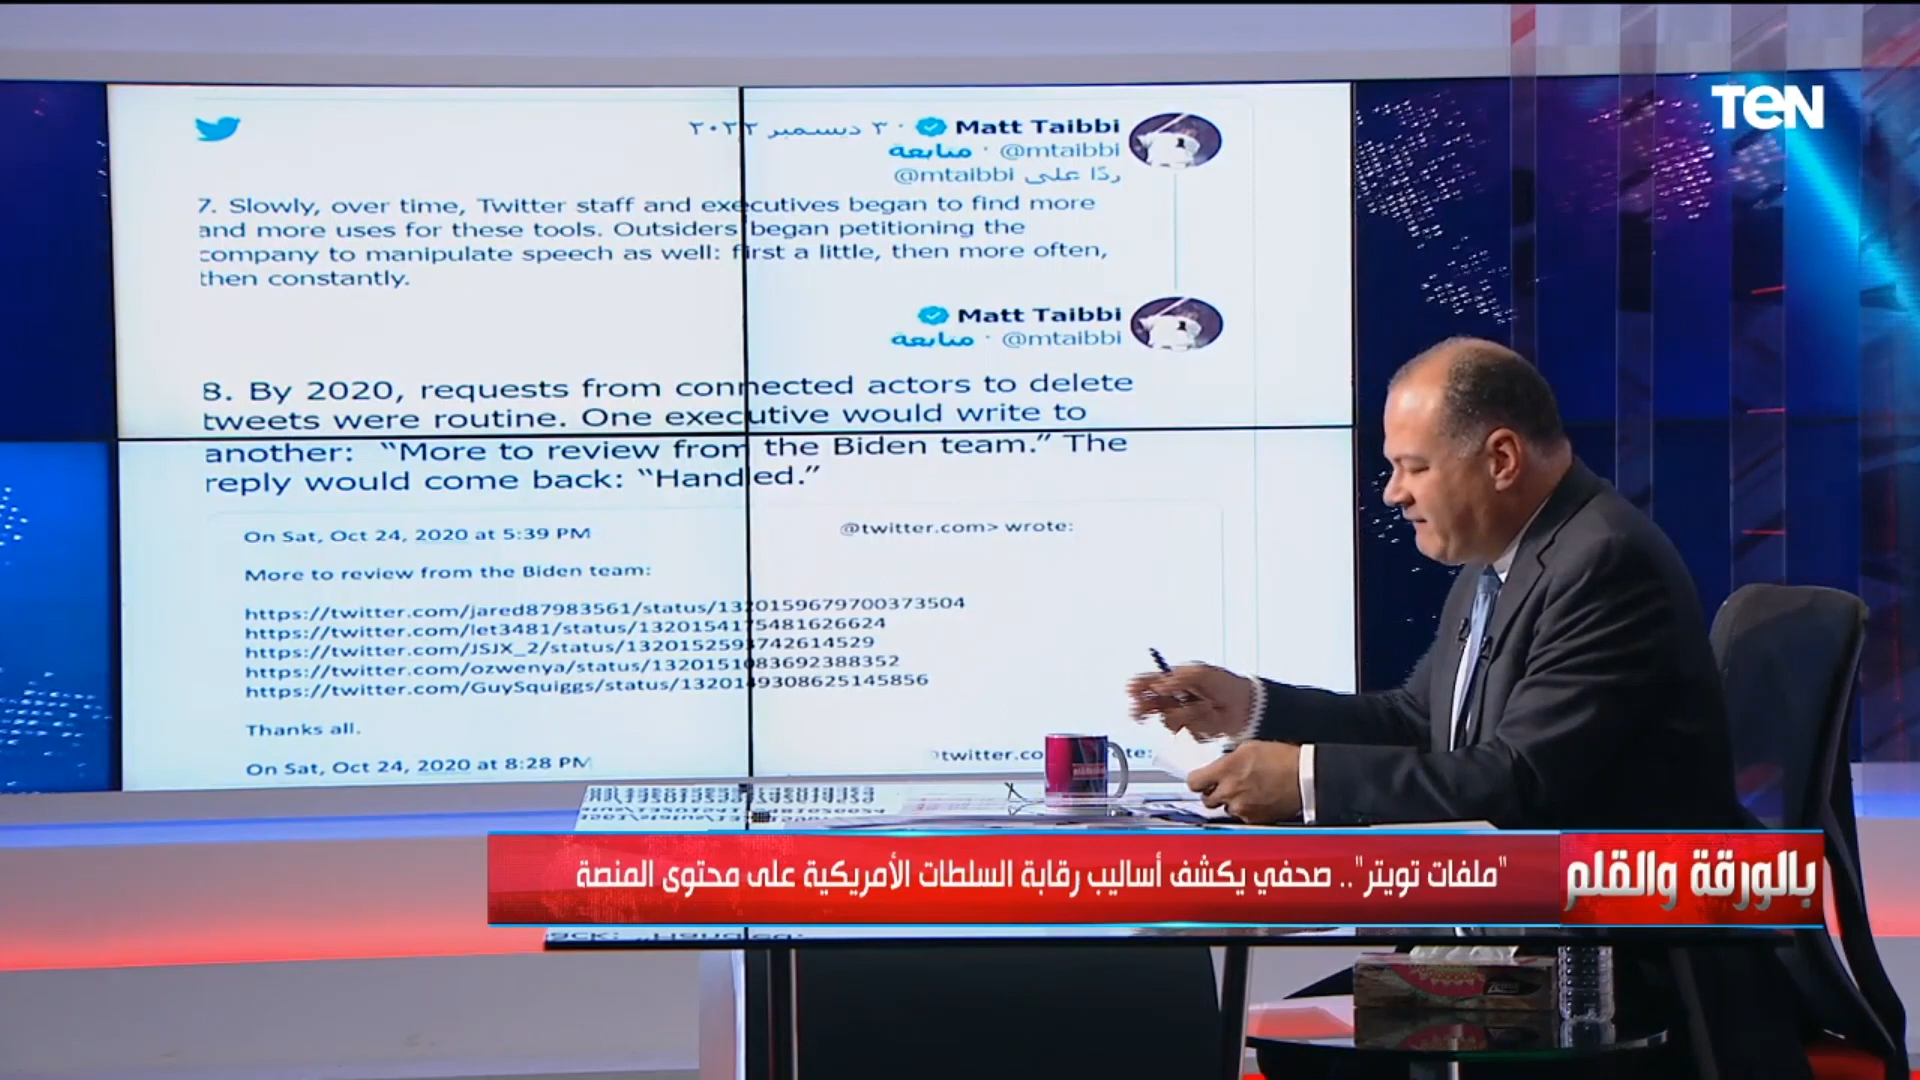 TeN
Matt Taibbi · ٣ ديسمبر ٢٠٢٢
@mtaibbi · متابعة
ردًا على @mtaibbi
7. Slowly, over time, Twitter staff and executives began to find more
and more uses for these tools. Outsiders began petitioning the
company to manipulate speech as well: first a little, then more often,
then constantly.
Matt Taibbi
@mtaibbi · متابعة
8. By 2020, requests from connected actors to delete
tweets were routine. One executive would write to
another: “More to review from the Biden team.” The
reply would come back: “Handled.”
On Sat, Oct 24, 2020 at 5:39 PM @twitter.com> wrote:
More to review from the Biden team:
https://twitter.com/jared87983561/status/1320159679700373504
https://twitter.com/let3481/status/1320154175481626624
https://twitter.com/JSJX_2/status/1320152593742614529
https://twitter.com/ozwenya/status/1320151083692388352
https://twitter.com/GuySquiggs/status/1320149308625145856
Thanks all.
On Sat, Oct 24, 2020 at 8:28 PM
بالورقة والقلم
"ملفات تويتر".. صحفي يكشف أساليب رقابة السلطات الأمريكية على محتوى المنصة